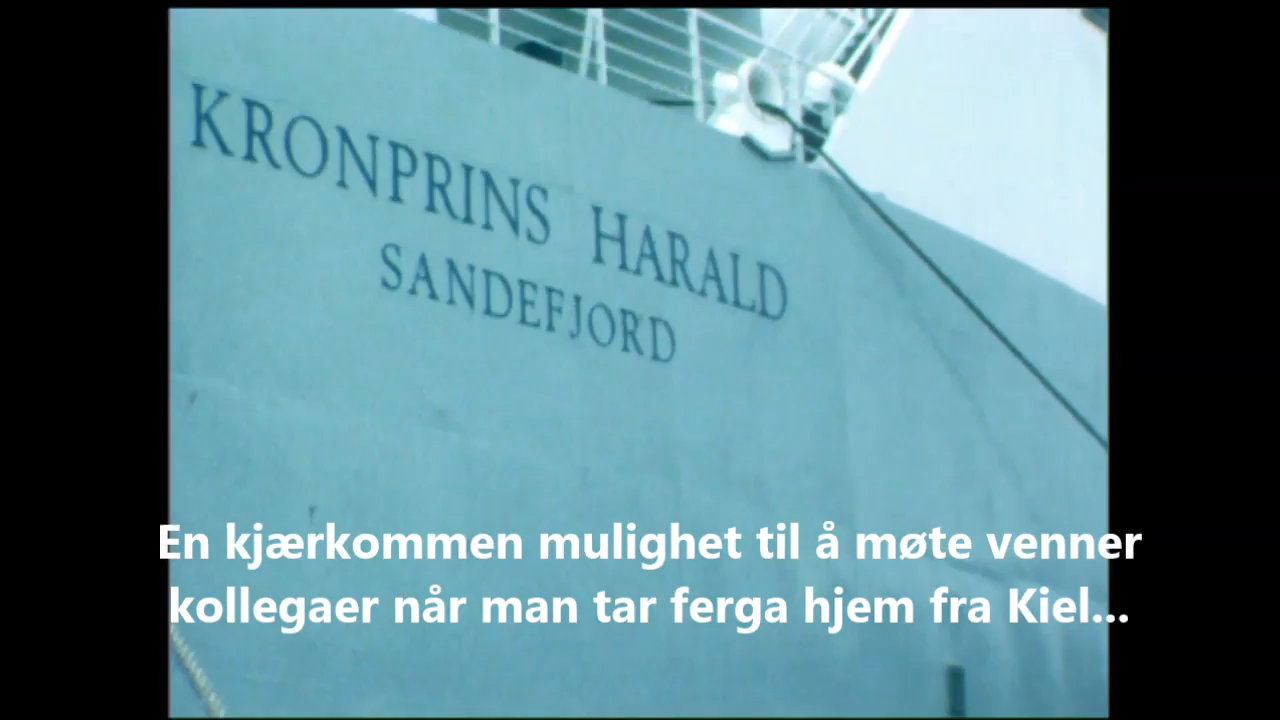 KRONPRINS HARALD
SANDEFJORD
En kjærkommen mulighet til å møte venner
kollegaer når man tar ferga hjem fra Kiel...